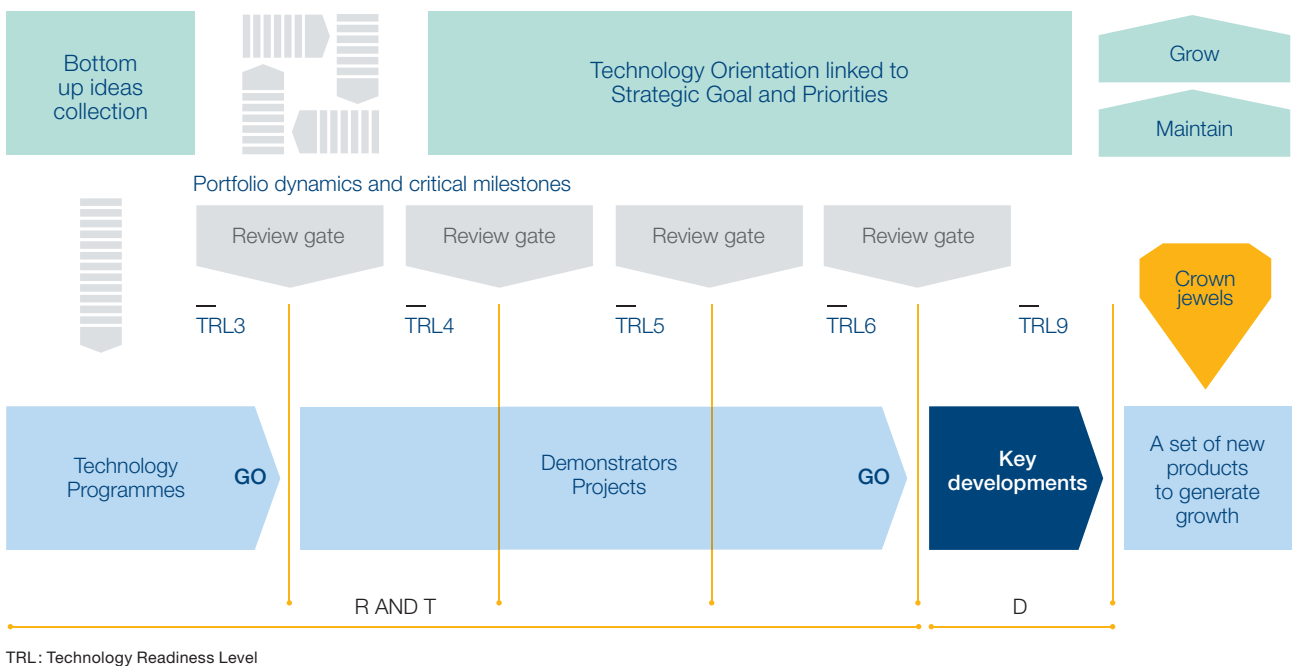 Bottom
up ideas
collection
Technology Orientation linked to
Strategic Goal and Priorities
Grow
Maintain
Portfolio dynamics and critical milestones
Review gate
Review gate
Review gate
Review gate
Crown
jewels
TRL3
TRL4
TRL5
TRL6
TRL9
Technology
Programmes
GO
Demonstrators
Projects
GO
Key
developments
A set of new
products
to generate
growth
R AND T
D
TRL: Technology Readiness Level